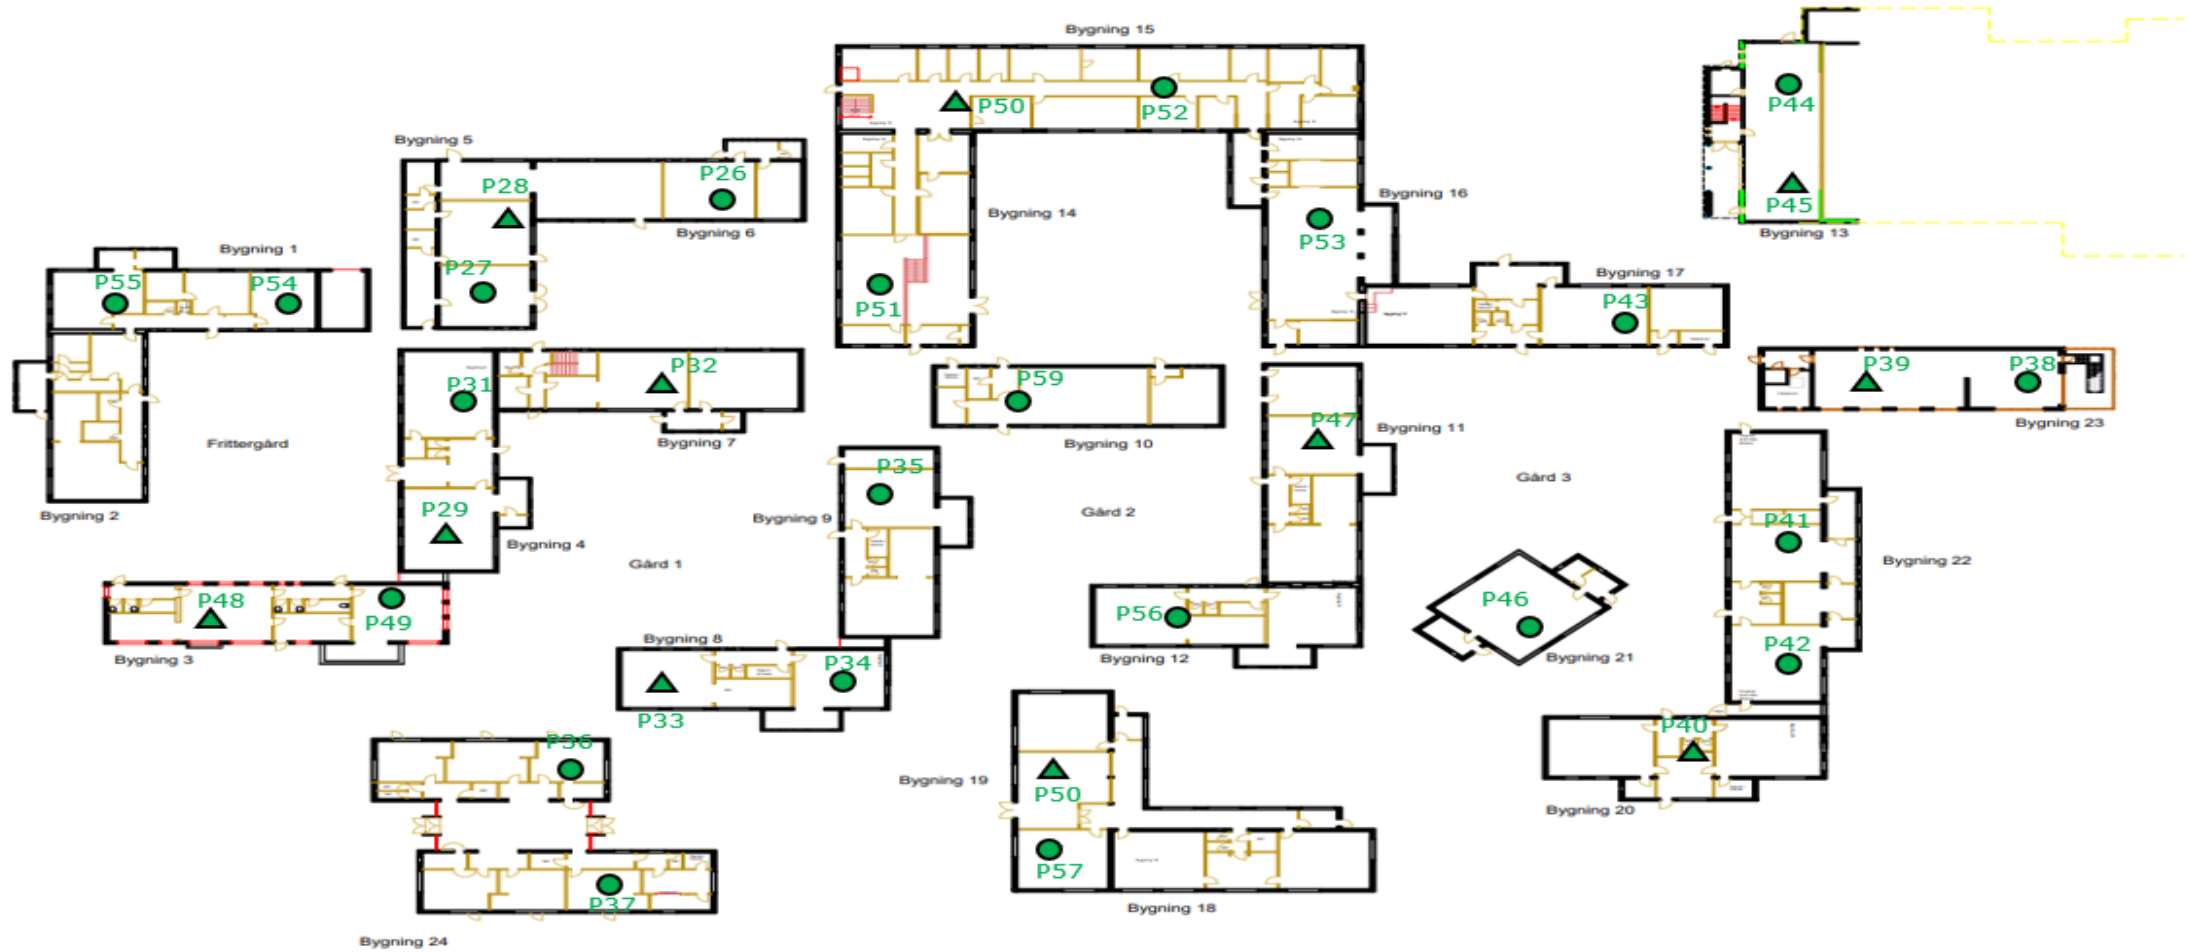 Bygning 15
P50
P52
P44
P45
Bygning 13
Bygning 5
P28
P26
Bygning 6
Bygning 14
Bygning 16
P53
Bygning 1
P55
P54
P27
P51
Bygning 17
P43
P31
P32
P59
P39
P38
Bygning 23
Frittergård
Bygning 7
Bygning 10
P47
Bygning 11
Bygning 2
P29
Bygning 4
P35
Bygning 9
Gård 2
Gård 3
P41
Bygning 22
Gård 1
P48
P49
Bygning 3
P56
Bygning 12
P46
Bygning 21
P42
Bygning 8
P34
P33
P36
Bygning 19
P50
P40
Bygning 20
P57
P37
Bygning 18
Bygning 24